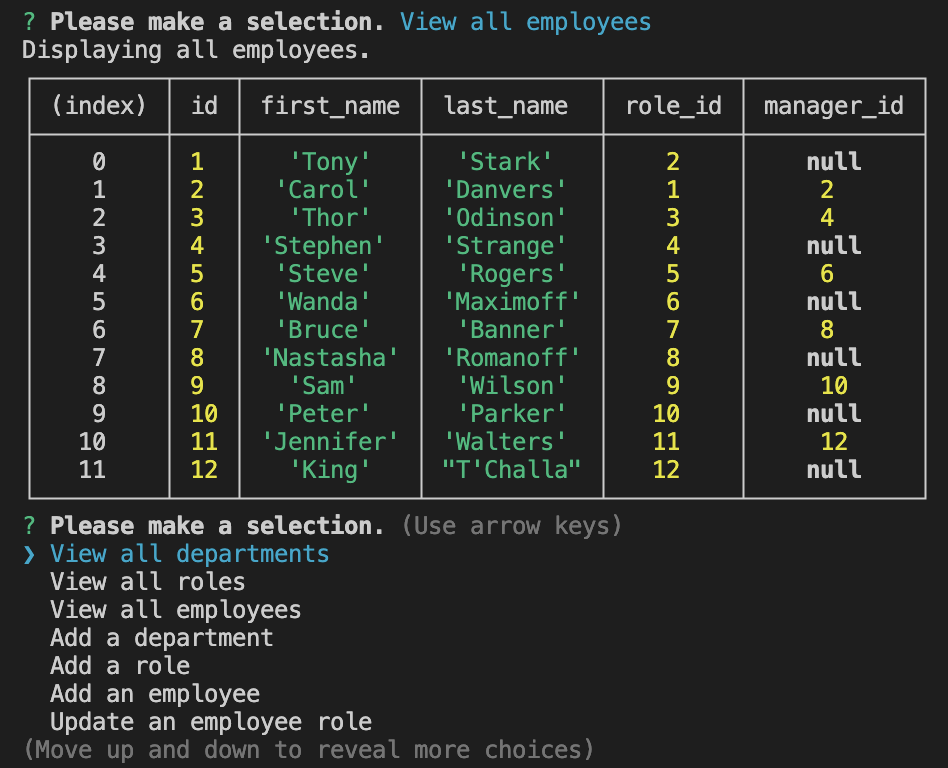 ? Please make a selection. View all employees
Displaying all employees.
(index) id first_name last_name role_id manager_id
0 1 'Tony' 'Stark' 2 null
1 2 'Carol' 'Danvers' 1 2
2 3 'Thor' 'Odinson' 3 4
3 4 'Stephen' 'Strange' 4 null
4 5 'Steve' 'Rogers' 5 6
5 6 'Wanda' 'Maximoff' 6 null
6 7 'Bruce' 'Banner' 7 8
7 8 'Nastasha' 'Romanoff' 8 null
8 9 'Sam' 'Wilson' 9 10
9 10 'Peter' 'Parker' 10 null
10 11 'Jennifer' 'Walters' 11 12
11 12 'King' "T'Challa" 12 null
? Please make a selection. (Use arrow keys)
❯ View all departments
View all roles
View all employees
Add a department
Add a role
Add an employee
Update an employee role
(Move up and down to reveal more choices)